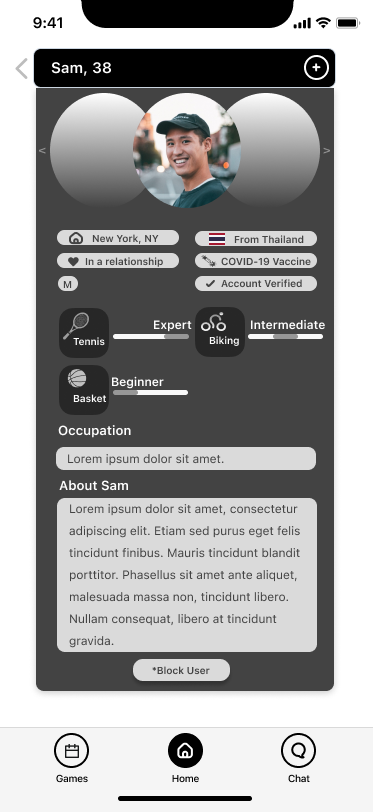 9:41
Sam, 38
+
< >
New York, NY
From Thailand
In a relationship
COVID-19 Vaccine
M
Account Verified
Tennis
Expert
Biking
Intermediate
Basket
Beginner
Occupation
Lorem ipsum dolor sit amet.
About Sam
Lorem ipsum dolor sit amet, consectetur
adipiscing elit. Etiam sed purus eget felis
tincidunt finibus. Mauris tincidunt blandit
porttitor. Phasellus sit amet ante aliquet,
malesuada massa non, tincidunt libero.
Nullam consequat, libero at tincidunt
gravida.
*Block User
Games
Home
Chat